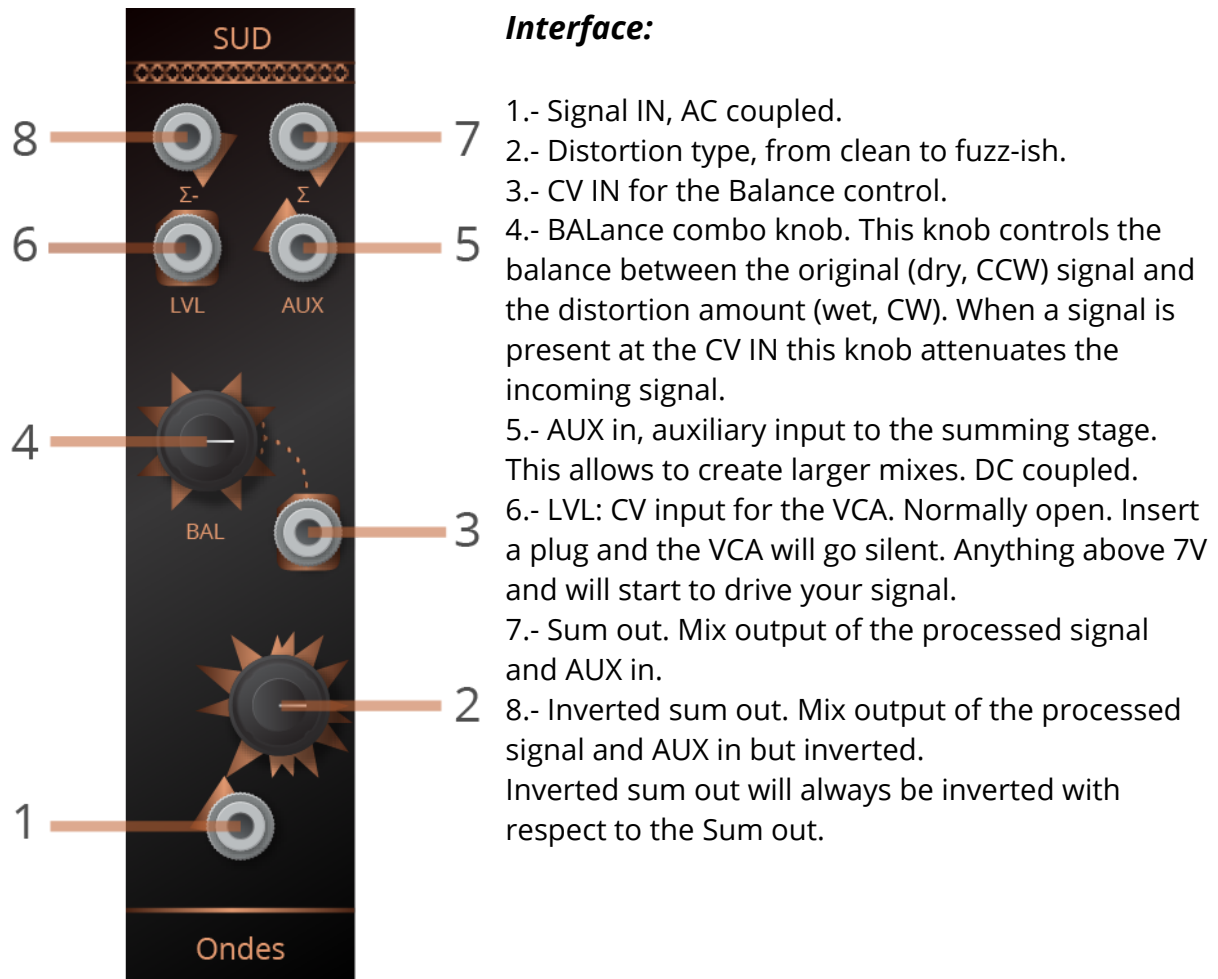 SUD
8
7
Σ-
Σ
6
5
LVL
AUX
4
BAL
3
2
1
Ondes
Interface:
1.- Signal IN, AC coupled.
2.- Distortion type, from clean to fuzz-ish.
3.- CV IN for the Balance control.
4.- BALance combo knob. This knob controls the
balance between the original (dry, CCW) signal and
the distortion amount (wet, CW). When a signal is
present at the CV IN this knob attenuates the
incoming signal.
5.- AUX in, auxiliary input to the summing stage.
This allows to create larger mixes. DC coupled.
6.- LVL: CV input for the VCA. Normally open. Insert
a plug and the VCA will go silent. Anything above 7V
and will start to drive your signal.
7.- Sum out. Mix output of the processed signal
and AUX in.
8.- Inverted sum out. Mix output of the processed
signal and AUX in but inverted.
Inverted sum out will always be inverted with
respect to the Sum out.